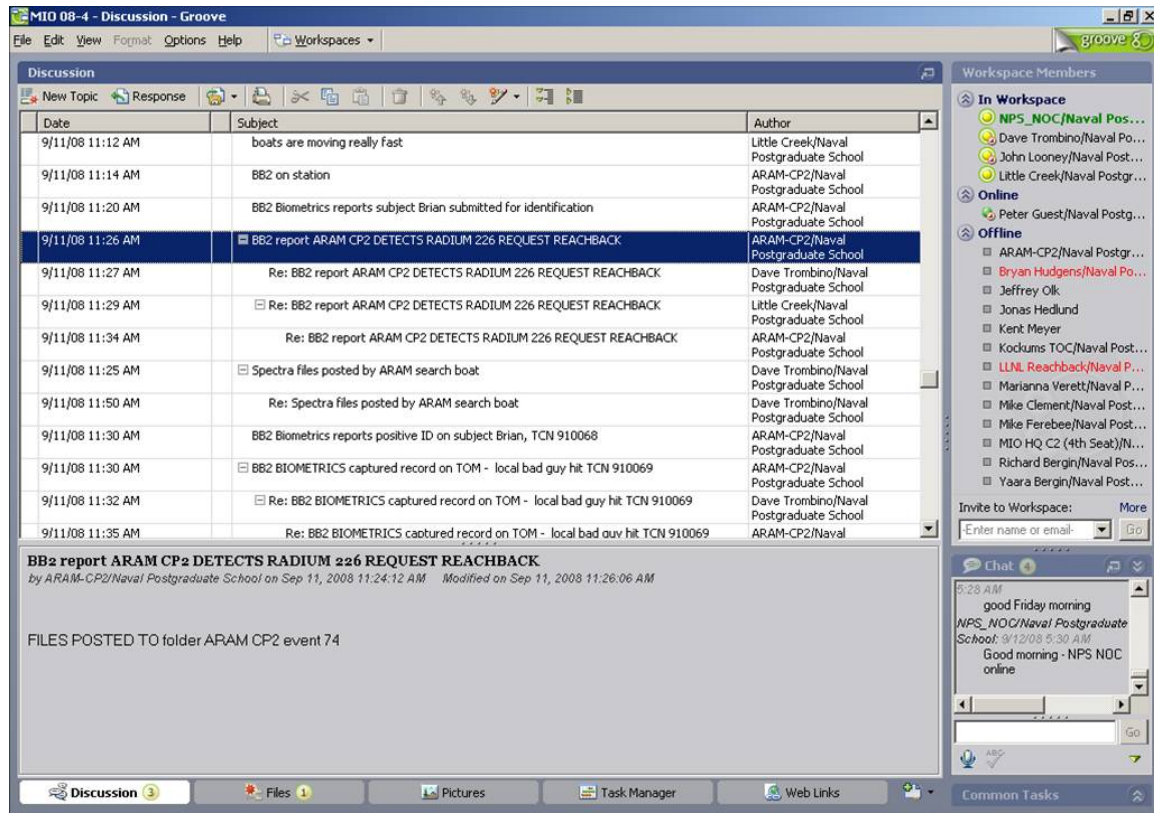 MIO 08-4 - Discussion - Groove
File Edit View Format Options Help Workspaces
groove
Discussion
New Topic Response
Date Subject Author
9/11/08 11:12 AM boats are moving really fast Little Creek/Naval
Postgraduate School
9/11/08 11:14 AM BB2 on station ARAM-CP2/Naval
Postgraduate School
9/11/08 11:20 AM BB2 Biometrics reports subject Brian submitted for identification ARAM-CP2/Naval
Postgraduate School
9/11/08 11:26 AM BB2 report ARAM CP2 DETECTS RADIUM 226 REQUEST REACHBACK ARAM-CP2/Naval
Postgraduate School
9/11/08 11:27 AM Re: BB2 report ARAM CP2 DETECTS RADIUM 226 REQUEST REACHBACK Dave Trombino/Naval
Postgraduate School
9/11/08 11:29 AM Re: BB2 report ARAM CP2 DETECTS RADIUM 226 REQUEST REACHBACK Little Creek/Naval
Postgraduate School
9/11/08 11:34 AM Re: BB2 report ARAM CP2 DETECTS RADIUM 226 REQUEST REACHBACK ARAM-CP2/Naval
Postgraduate School
9/11/08 11:25 AM Spectra files posted by ARAM search boat Dave Trombino/Naval
Postgraduate School
9/11/08 11:50 AM Re: Spectra files posted by ARAM search boat Dave Trombino/Naval
Postgraduate School
9/11/08 11:30 AM BB2 Biometrics reports positive ID on subject Brian, TCN 910068 ARAM-CP2/Naval
Postgraduate School
9/11/08 11:30 AM BB2 BIOMETRICS captured record on TOM - local bad guy hit TCN 910069 ARAM-CP2/Naval
Postgraduate School
9/11/08 11:32 AM Re: BB2 BIOMETRICS captured record on TOM - local bad guy hit TCN 910069 Dave Trombino/Naval
Postgraduate School
9/11/08 11:35 AM Re: BB2 BIOMETRICS captured record on TOM - local bad guy hit TCN 910069 ARAM-CP2/Naval
BB2 report ARAM CP2 DETECTS RADIUM 226 REQUEST REACHBACK
by ARAM-CP2/Naval Postgraduate School on Sep 11, 2008 11:24:12 AM Modified on Sep 11, 2008 11:26:06 AM
FILES POSTED TO folder ARAM CP2 event 74
Discussion 3 Files 1 Pictures Task Manager Web Links
Workspace Members
In Workspace
NPS_NOC/Naval Pos...
Dave Trombino/Naval Po...
John Looney/Naval Post...
Little Creek/Naval Postgr...
Online
Peter Guest/Naval Postg...
Offline
ARAM-CP2/Naval Postgr...
Bryan Hudgens/Naval Po...
Jeffrey Olk
Jonas Hedlund
Kent Meyer
Kockums TOC/Naval Post...
LLNL Reachback/Naval P...
Marianna Verett/Naval P...
Mike Clement/Naval Post...
Mike Ferebee/Naval Post...
MIO HQ C2 (4th Seat)/N...
Richard Bergin/Naval Pos...
Yaara Bergin/Naval Post...
Invite to Workspace: More
-Enter name or email- Go
Chat 4
5:28 AM
good Friday morning
NPS_NOC/Naval Postgraduate
School: 9/12/08 5:30 AM
Good morning - NPS NOC
online
Go
ABC
Common Tasks